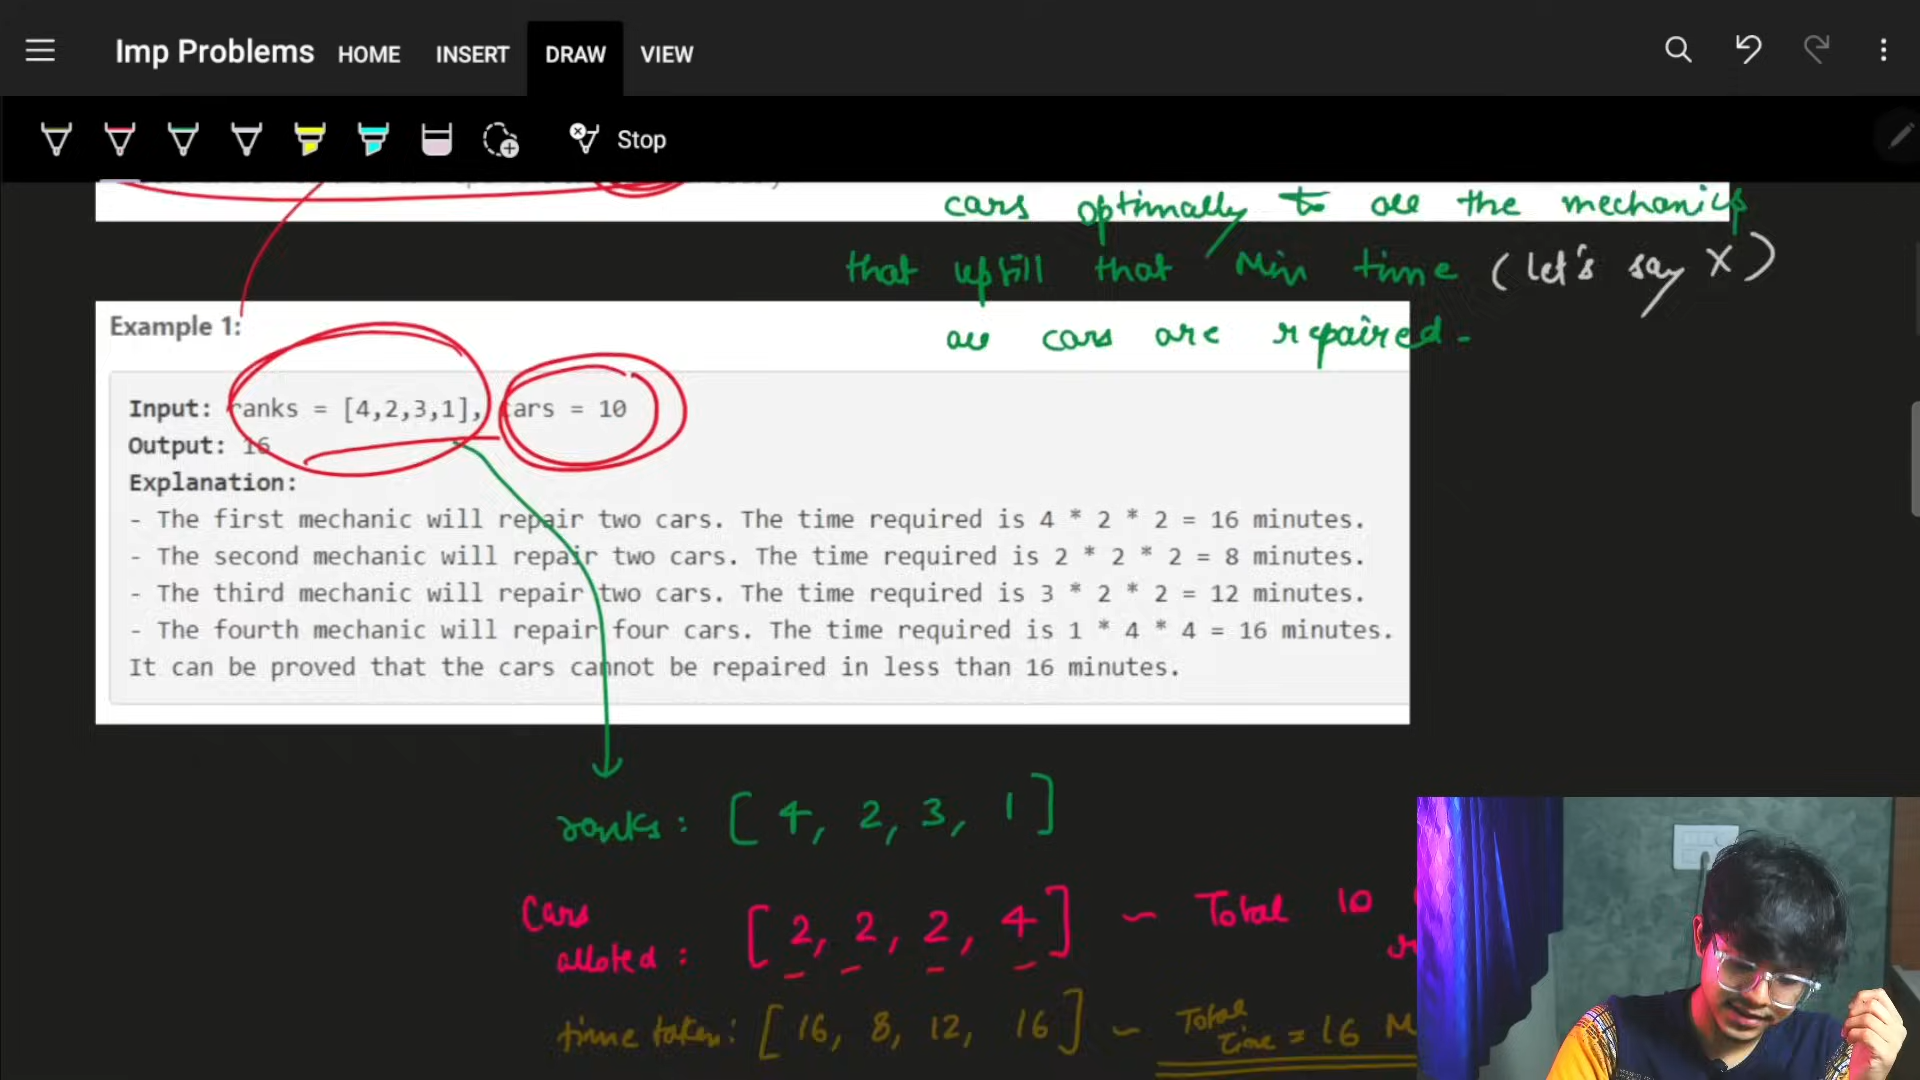 Imp Problems HOME INSERT DRAW VIEW
Stop
cars optimally to all the mechanics
that uptill that Min time (let's say X)
all cars are repaired.
Example 1:
Input: ranks = [4,2,3,1], cars = 10
Output: 16
Explanation:
- The first mechanic will repair two cars. The time required is 4 * 2 * 2 = 16 minutes.
- The second mechanic will repair two cars. The time required is 2 * 2 * 2 = 8 minutes.
- The third mechanic will repair two cars. The time required is 3 * 2 * 2 = 12 minutes.
- The fourth mechanic will repair four cars. The time required is 1 * 4 * 4 = 16 minutes.
It can be proved that the cars cannot be repaired in less than 16 minutes.
ranks : [ 4, 2, 3, 1 ]
Cars alloted : [ 2, 2, 2, 4 ] - Total 10
time taken : [ 16, 8, 12, 16 ] - Total time = 16 M